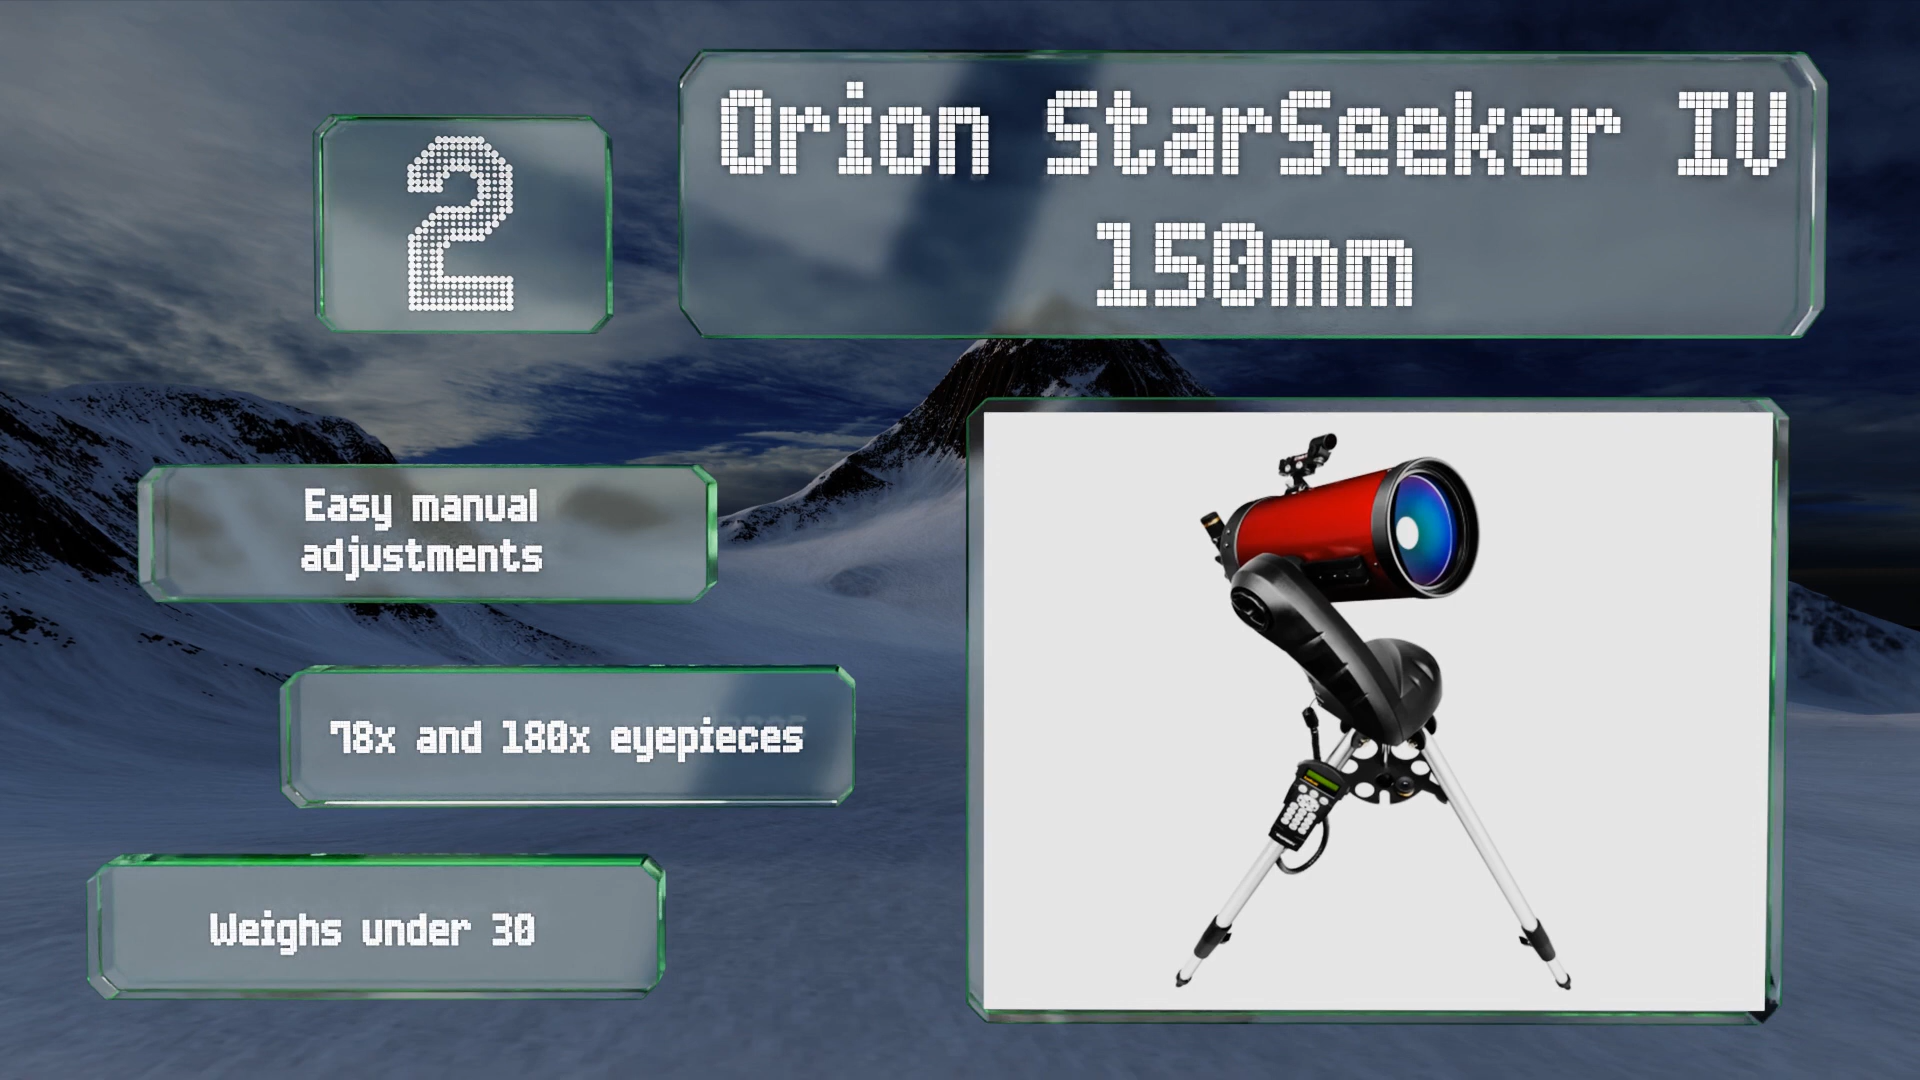 2
Orion StarSeeker IV
150mm
Easy manual
adjustments
78x and 180x eyepieces
Weighs under 30